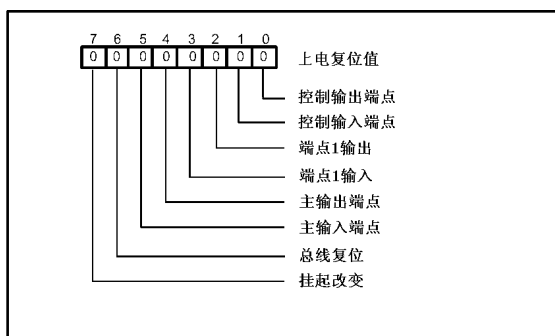 7 6 5 4 3 2 1 0
0 0 0 0 0 0 0 0 上电复位值
控制输出端点
控制输入端点
端点1输出
端点1输入
主输出端点
主输入端点
总线复位
挂起改变